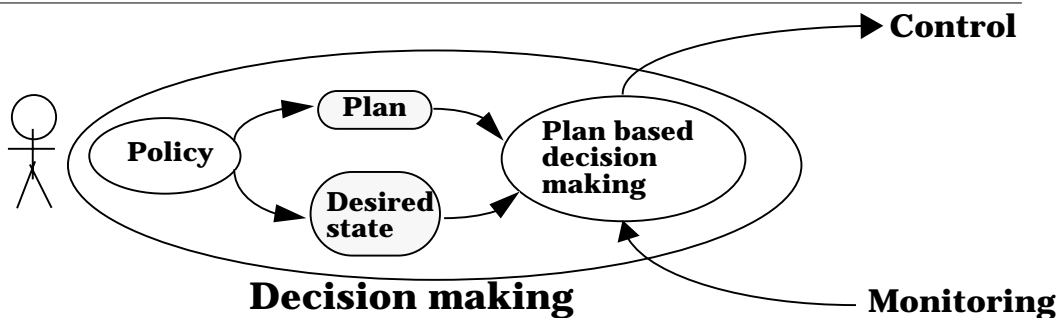 Control
Plan
Policy
Plan based
decision
making
Desired
state
Decision making
Monitoring